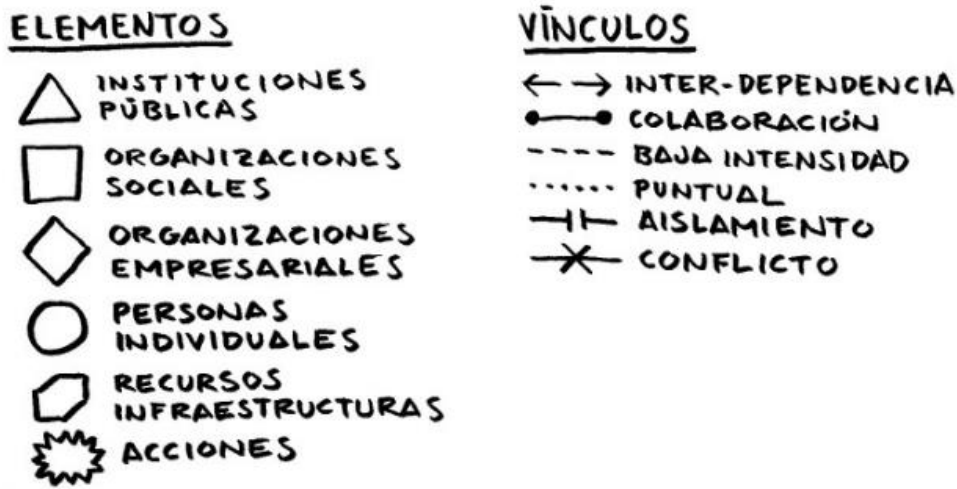 ELEMENTOS
INSTITUCIONES
PÚBLICAS
ORGANIZACIONES
SOCIALES
ORGANIZACIONES
EMPRESARIALES
PERSONAS
INDIVIDUALES
RECURSOS
INFRAESTRUCTURAS
ACCIONES
VÍNCULOS
INTER-DEPENDENCIA
COLABORACIÓN
BAJA INTENSIDAD
PUNTUAL
AISLAMIENTO
CONFLICTO